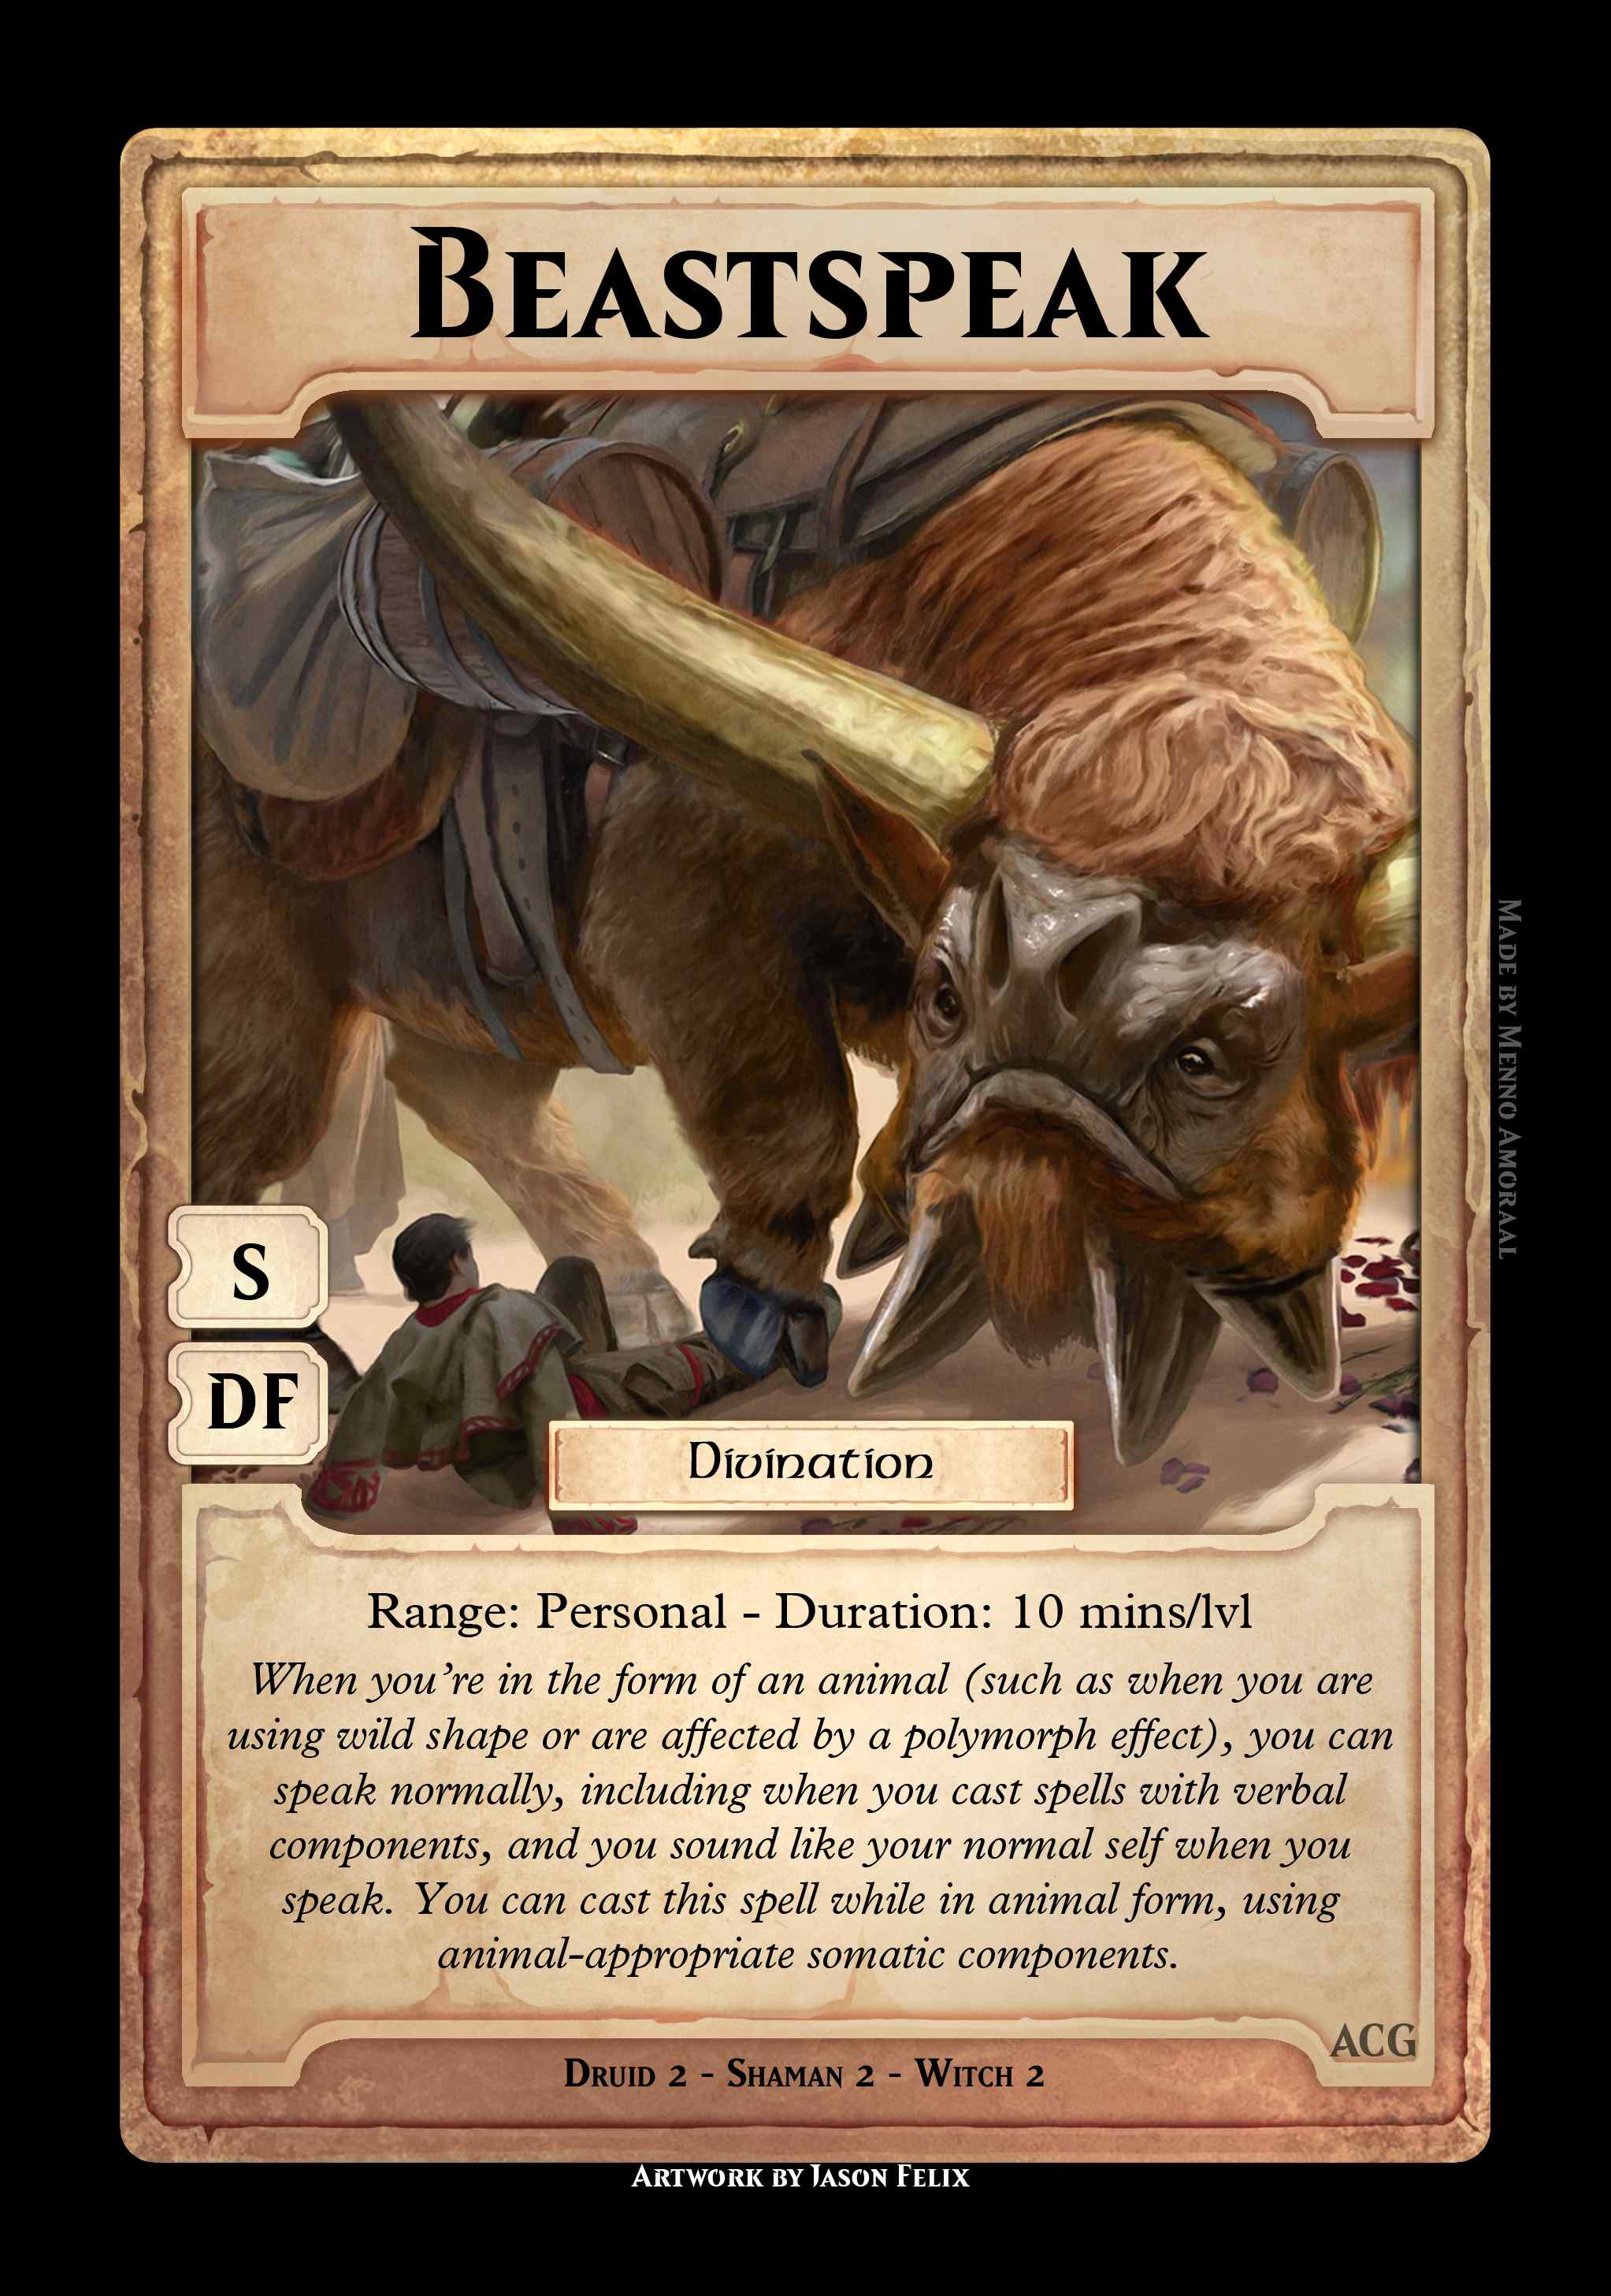 Beastspeak
Made by Menno Amoraal
S
DF
Divination
Range: Personal - Duration: 10 mins/lvl
When you're in the form of an animal (such as when you are
using wild shape or are affected by a polymorph effect), you can
speak normally, including when you cast spells with verbal
components, and you sound like your normal self when you
speak. You can cast this spell while in animal form, using
animal-appropriate somatic components.
ACG
Druid 2 - Shaman 2 - Witch 2
Artwork by Jason Felix